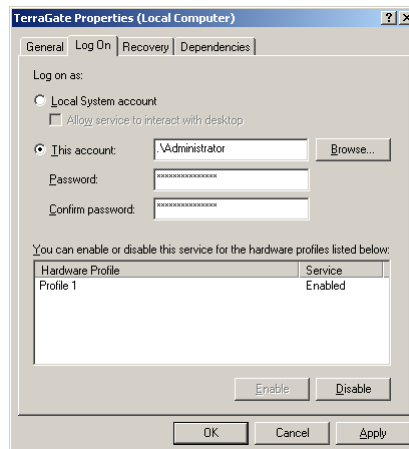 TerraGate Properties (Local Computer)
General Log On Recovery Dependencies
Log on as:
Local System account
Allow service to interact with desktop
This account: .\Administrator Browse...
Password: ***************
Confirm password: ***************
You can enable or disable this service for the hardware profiles listed below:
Hardware Profile Service
Profile 1 Enabled
Enable Disable
OK Cancel Apply